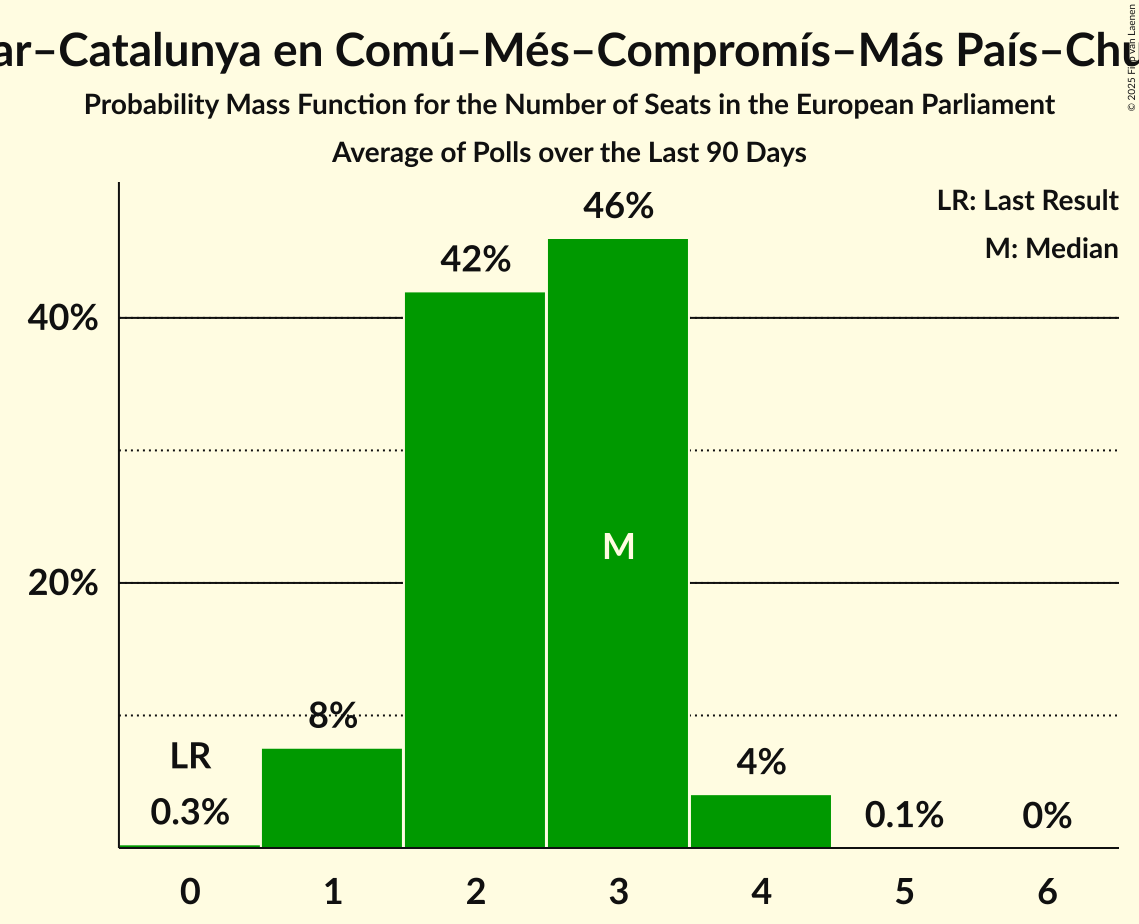 ar–Catalunya en Comú–Més–Compromís–Más País–Chu
© 2025 Filip van Laenen
Probability Mass Function for the Number of Seats in the European Parliament
Average of Polls over the Last 90 Days
LR: Last Result
M: Median
46%
42%
40%
M
20%
8%
LR
4%
0.3%
0.1%
0%
0 1 2 3 4 5 6